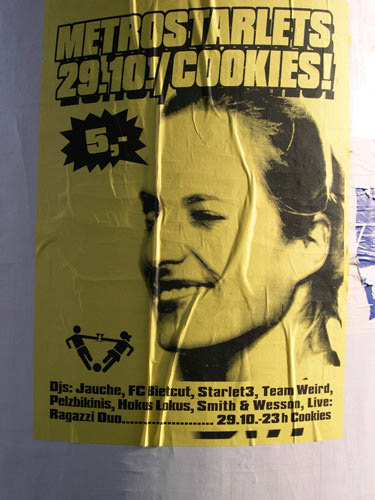 METROSTARLETS
29.10./COOKIES!
5,-
Djs: Jauche, FC Bietcut, Starlet3, Team Weird,
Pelzbikinis, Hokus Lokus, Smith & Wesson, Live:
Ragazzi Duo...................... 29.10.-23h Cookies